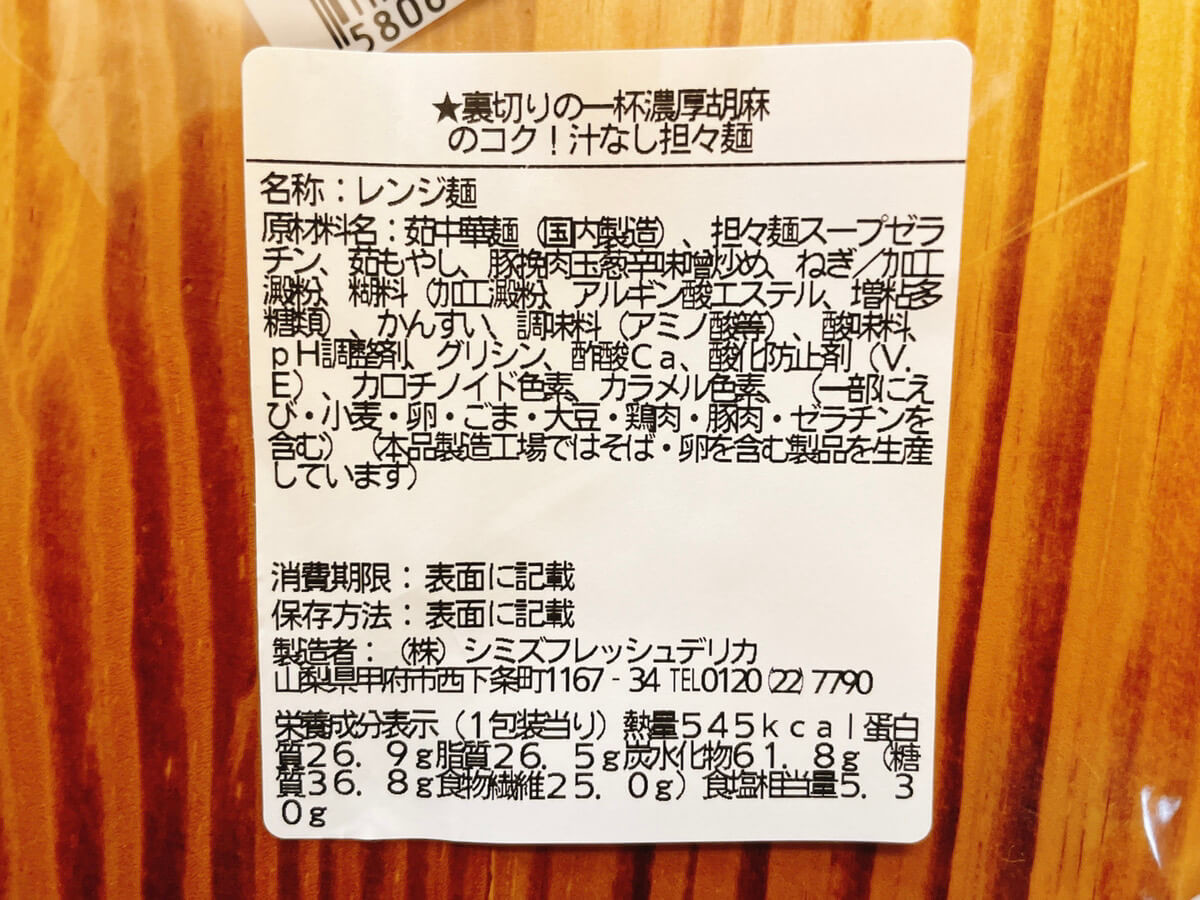 5808
★裏切りの一杯濃厚胡麻
のコク！汁なし担々麺
名称：レンジ麺
原材料名：茹中華麺（国内製造）、担々麺スープゼラ
チン、茹もやし、豚挽肉玉葱辛味噌炒め、ねぎ／加工
澱粉、糊料（加工澱粉、アルギン酸エステル、増粘多
糖類）、かんすい、調味料（アミノ酸等）、酸味料、
ｐＨ調整剤、グリシン、酢酸Ｃａ、酸化防止剤（Ｖ．
Ｅ）、カロチノイド色素、カラメル色素、（一部にえ
び・小麦・卵・ごま・大豆・鶏肉・豚肉・ゼラチンを
含む）（本品製造工場ではそば・卵を含む製品を生産
しています）
消費期限：表面に記載
保存方法：表面に記載
製造者：（株）シミズフレッシュデリカ
山梨県甲府市西下条町1167‐34 TEL0120(22)7790
栄養成分表示（１包装当り）熱量５４５ｋｃａｌ蛋白
質２６．９ｇ脂質２６．５ｇ炭水化物６１．８ｇ（糖
質３６．８ｇ食物繊維２５．０ｇ）食塩相当量５．３
０ｇ